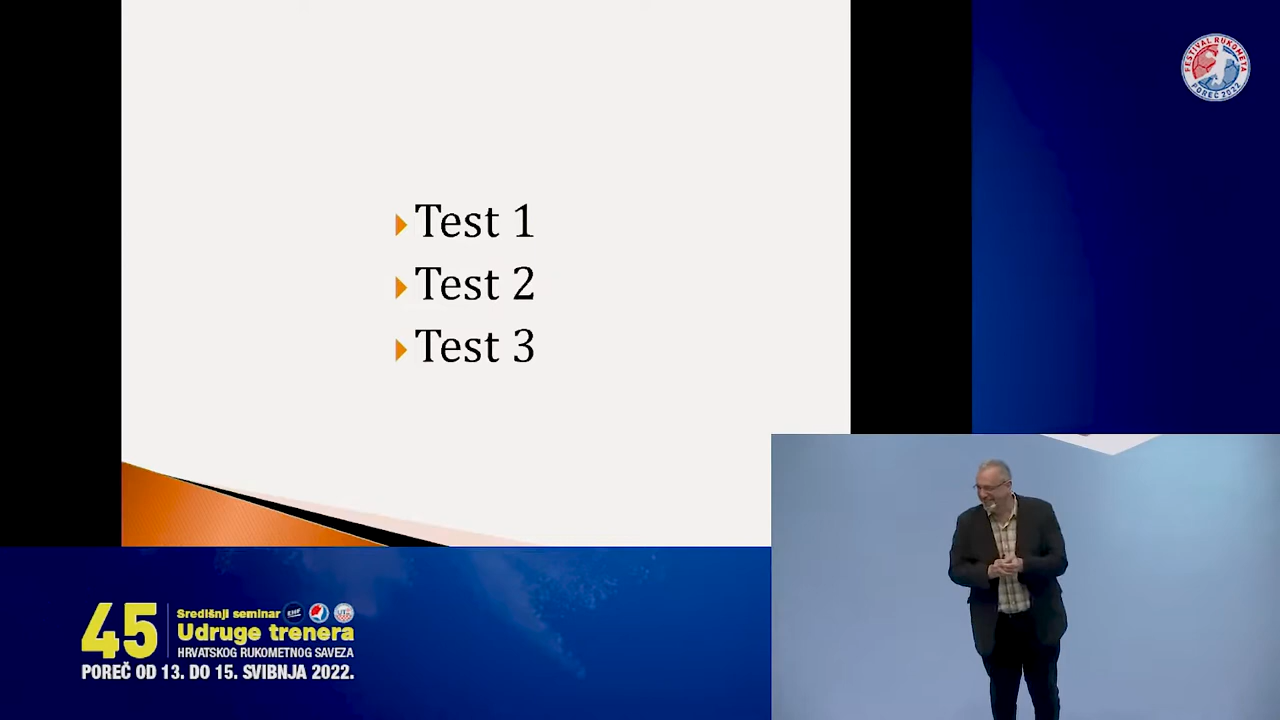 FESTIVAL RUKOMETA
POREČ 2022
Test 1
Test 2
Test 3
45
Središnji seminar
EHF
Udruge trenera
HRVATSKOG RUKOMETNOG SAVEZA
POREČ OD 13. DO 15. SVIBNJA 2022.